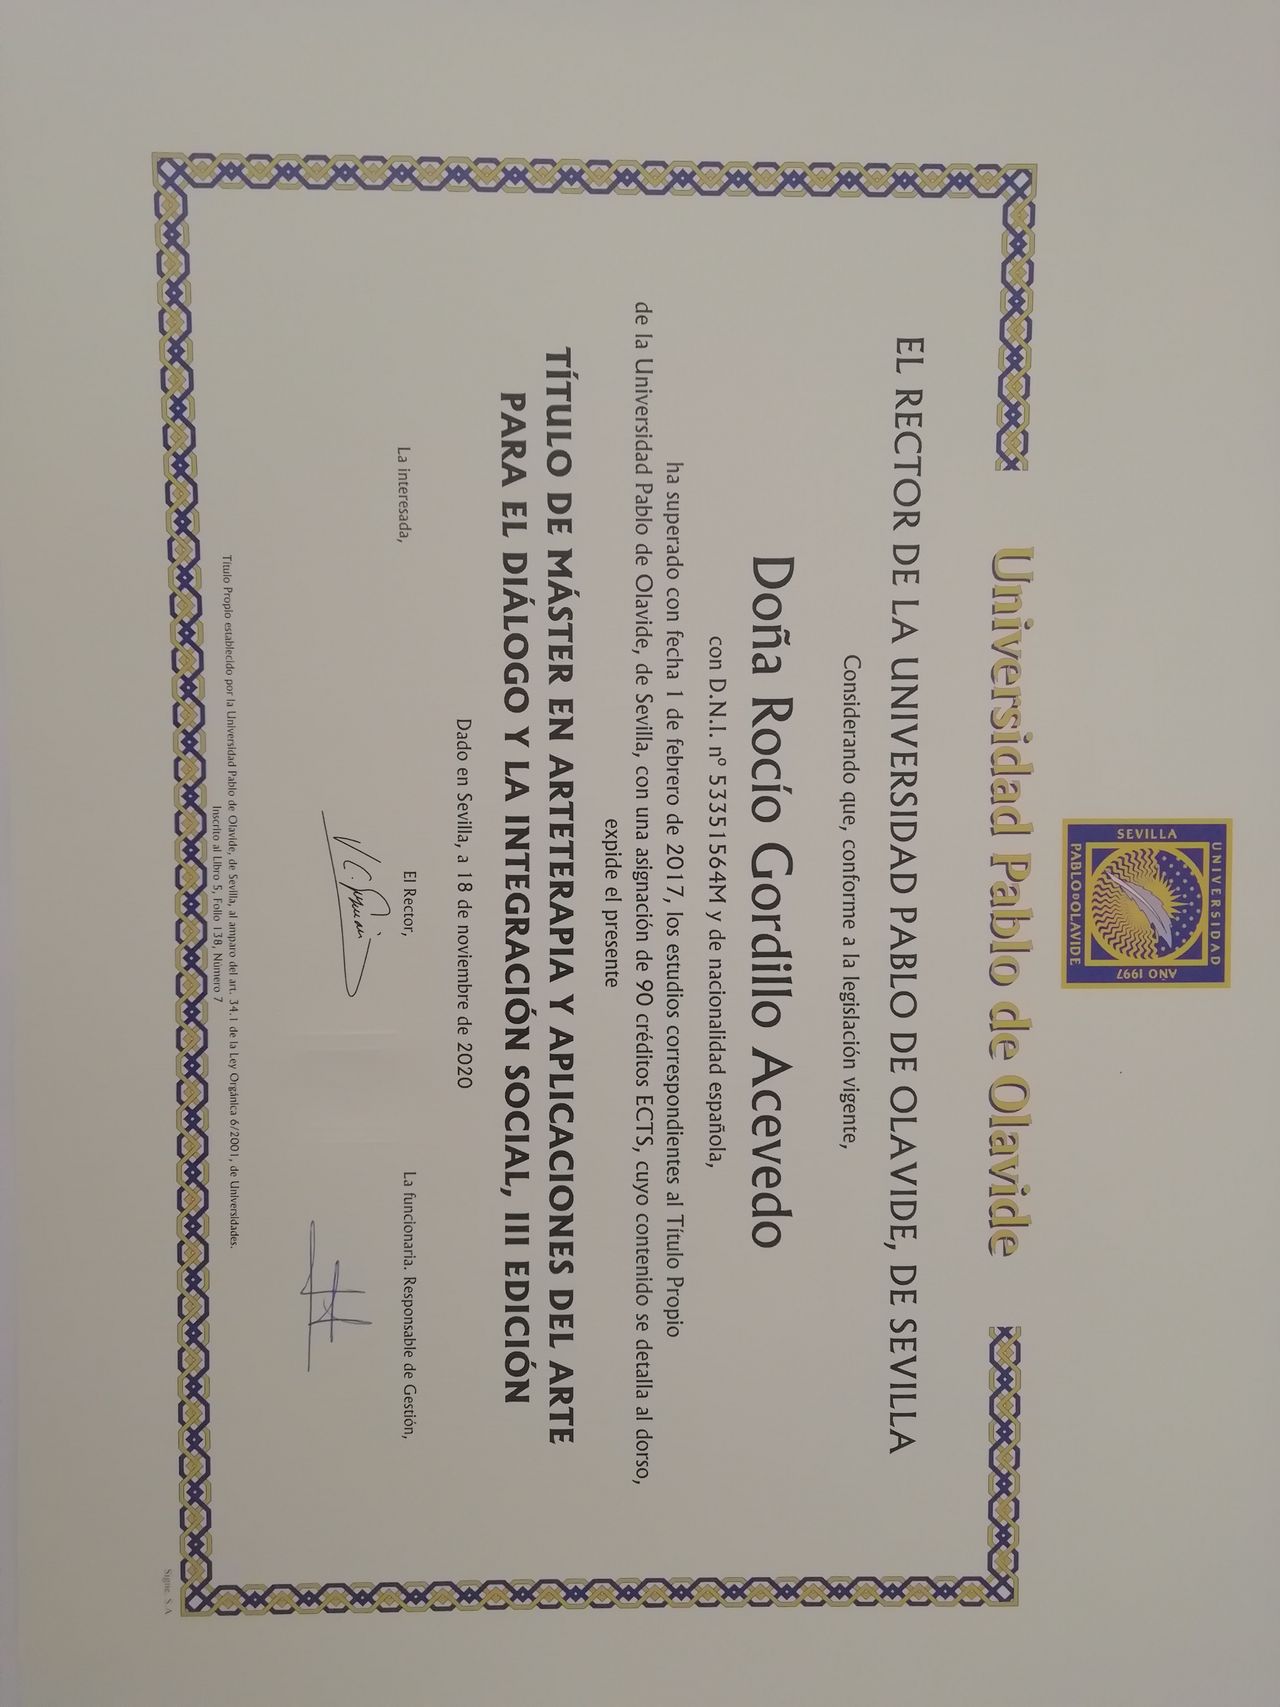 UNIVERSIDAD
SEVILLA
AÑO 1997
PABLO DE OLAVIDE
Universidad Pablo de Olavide
EL RECTOR DE LA UNIVERSIDAD PABLO DE OLAVIDE, DE SEVILLA
Considerando que, conforme a la legislación vigente,
Doña Rocío Gordillo Acevedo
con D.N.I. nº 53351564M y de nacionalidad española,
ha superado con fecha 1 de febrero de 2017, los estudios correspondientes al Título Propio
de la Universidad Pablo de Olavide, de Sevilla, con una asignación de 90 créditos ECTS, cuyo contenido se detalla al dorso,
expide el presente
TÍTULO DE MÁSTER EN ARTETERAPIA Y APLICACIONES DEL ARTE
PARA EL DIÁLOGO Y LA INTEGRACIÓN SOCIAL, III EDICIÓN
Dado en Sevilla, a 18 de noviembre de 2020
La interesada,
El Rector,
La funcionaria. Responsable de Gestión,
Título Propio establecido por la Universidad Pablo de Olavide, de Sevilla, al amparo del art. 34.1 de la Ley Orgánica 6/2001, de Universidades.
Inscrito al Libro 5, Folio 138, Número 7
Signe S.A.